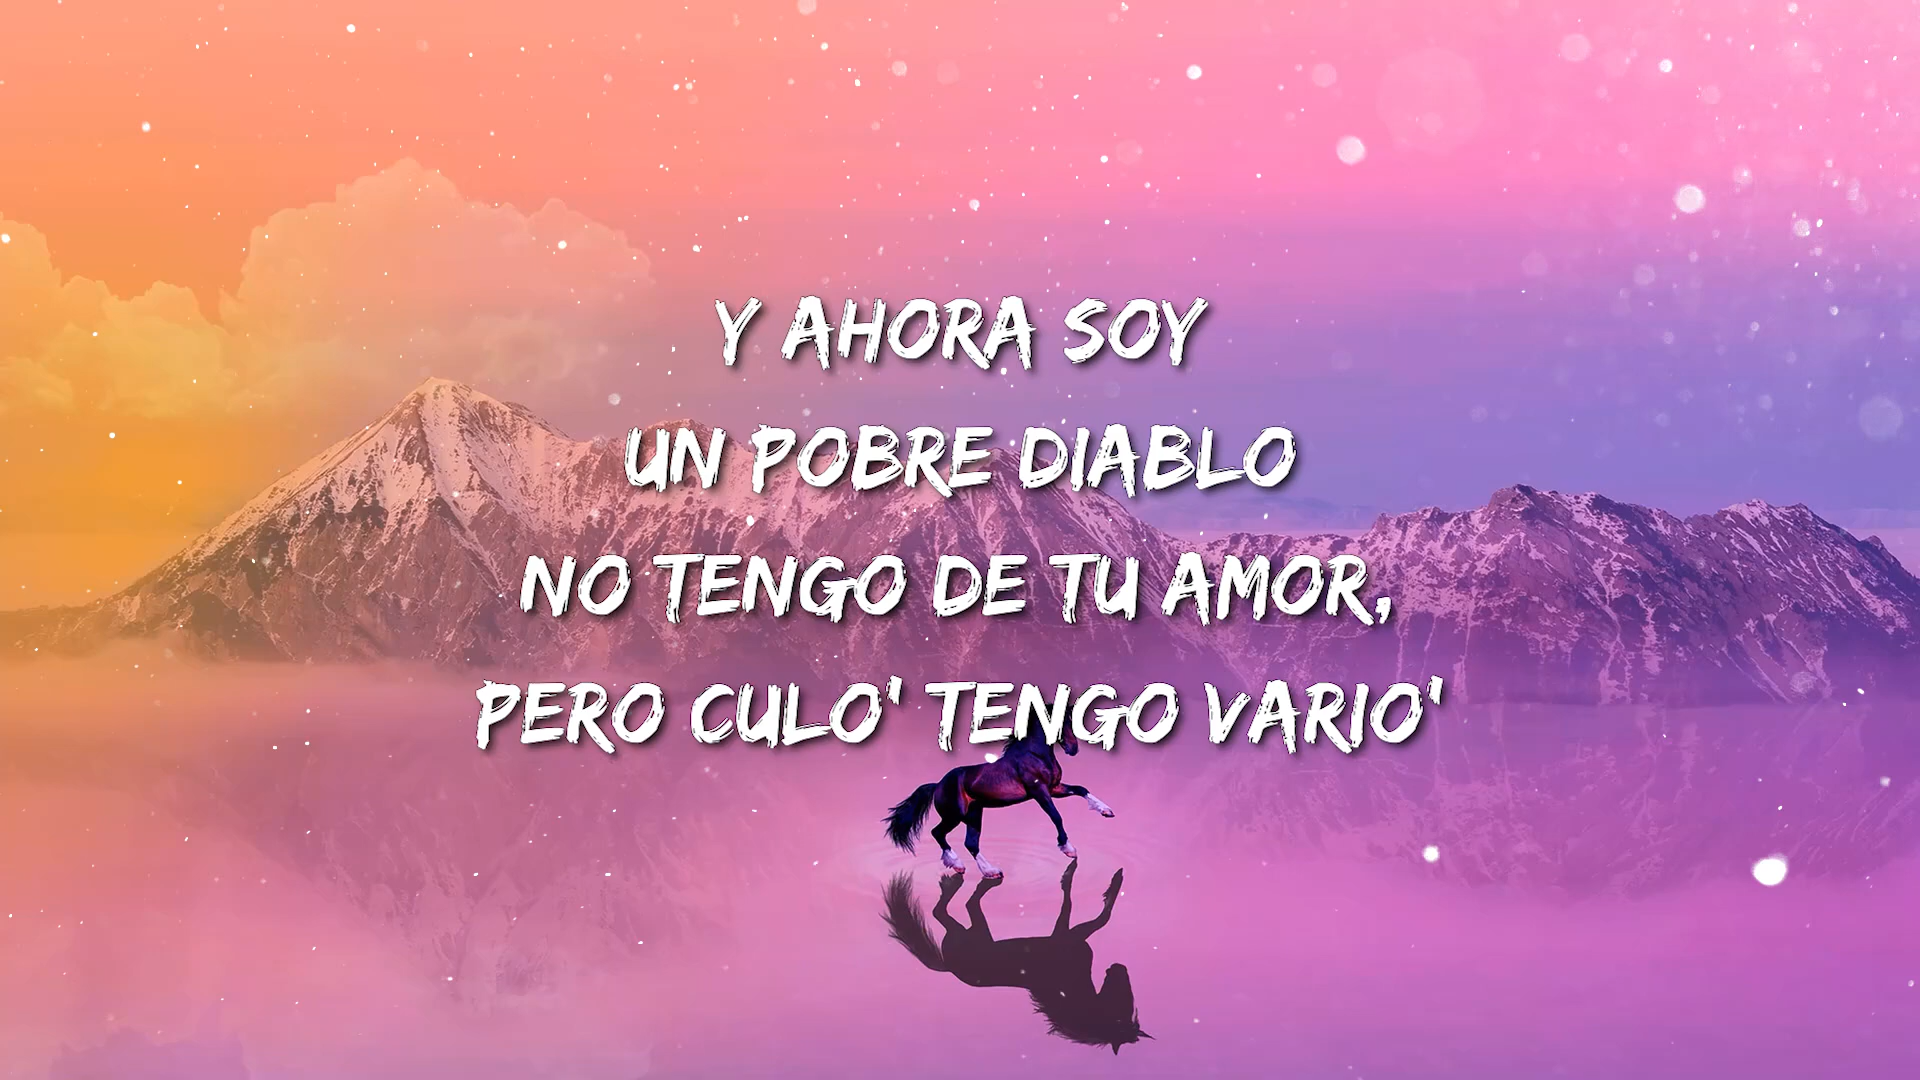 Y AHORA SOY
UN POBRE DIABLO
NO TENGO DE TU AMOR,
PERO CULO' TENGO VARIO'